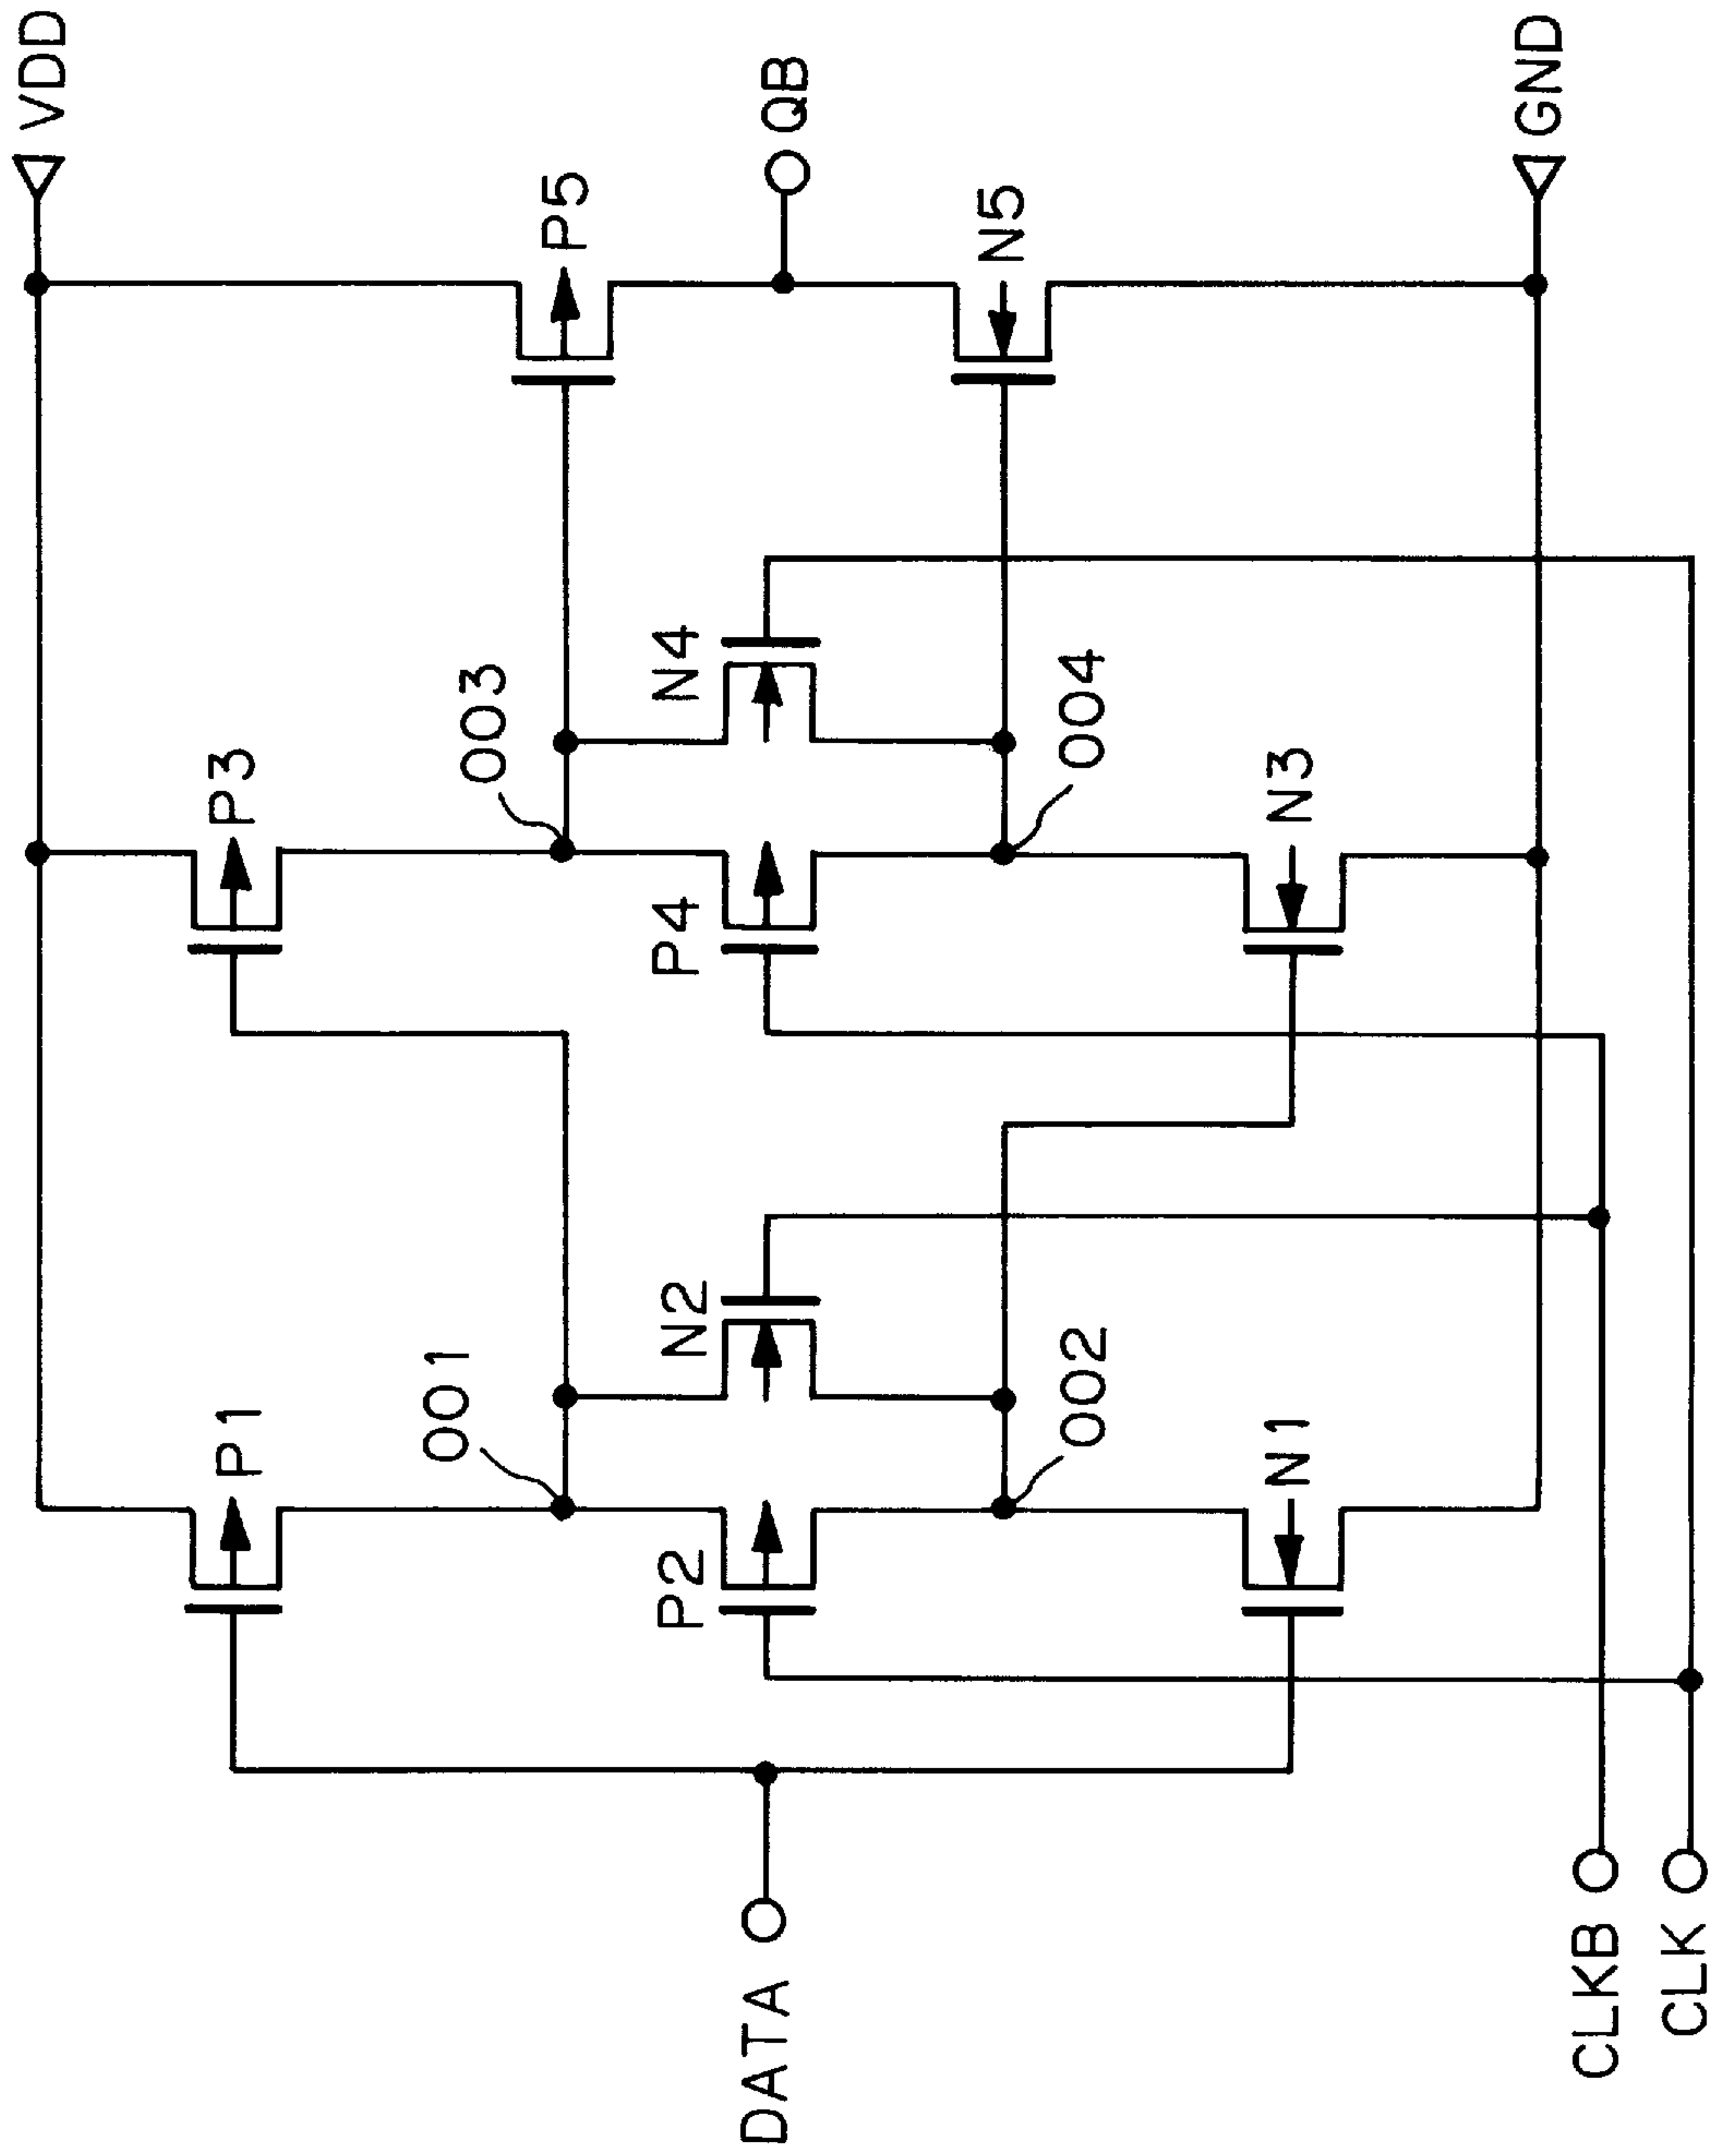 VDD
P1
P3
P5
001
003
P2
N2
P4
N4
DATA
QB
002
004
N1
N3
N5
GND
CLKB
CLK